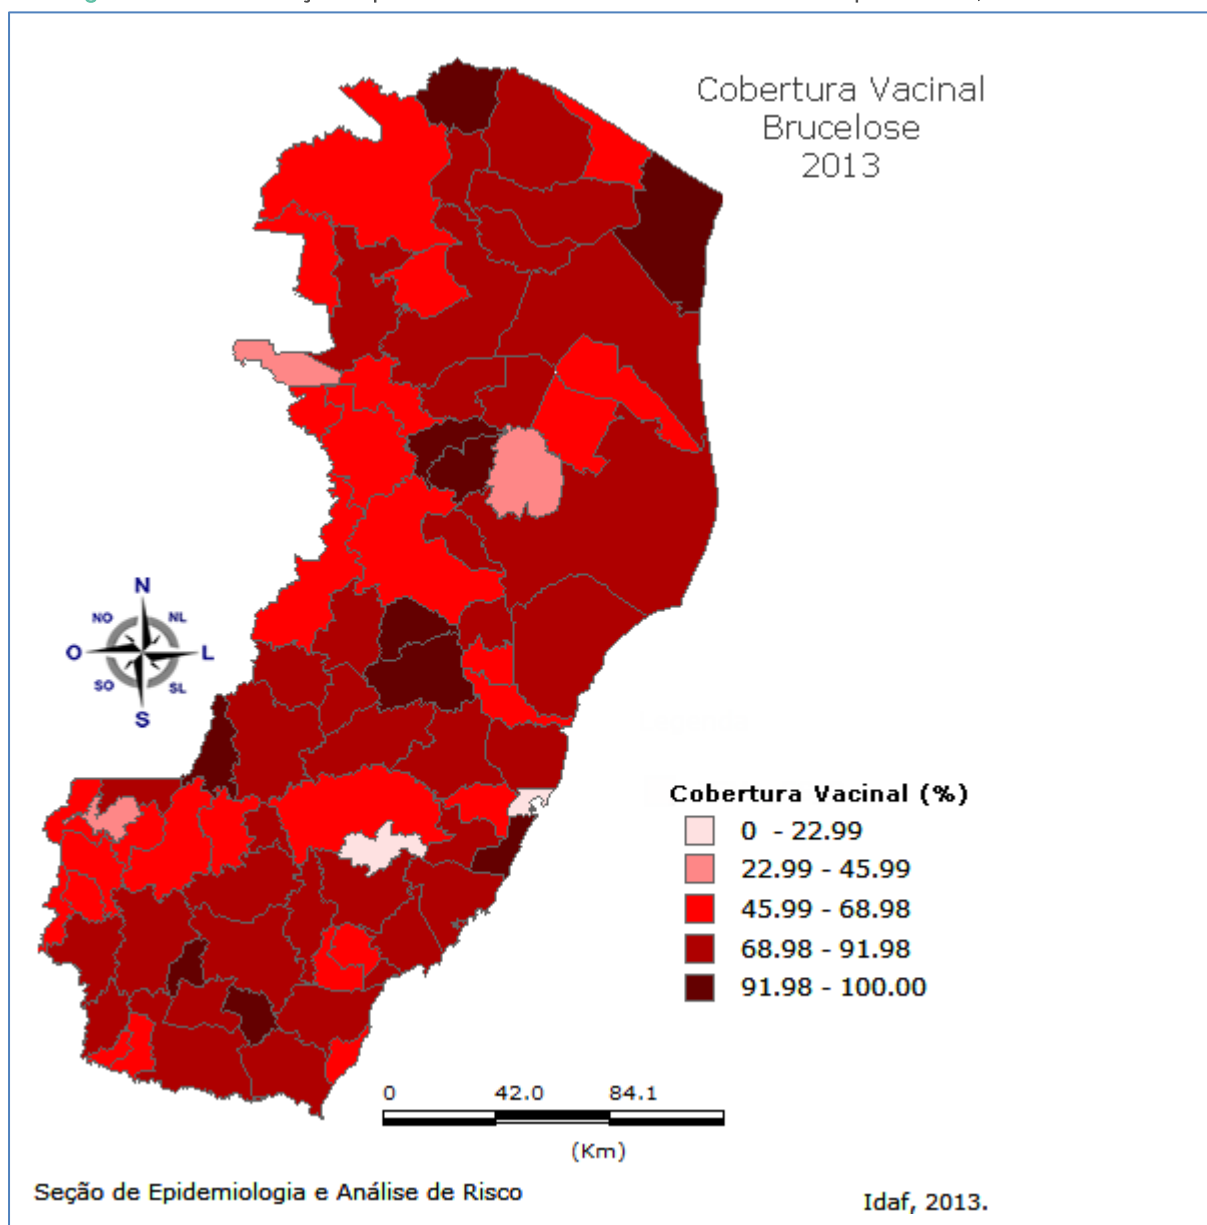 Cobertura Vacinal
Brucelose
2013
N
NO NL
O L
SO SL
S
Cobertura Vacinal (%)
0 - 22.99
22.99 - 45.99
45.99 - 68.98
68.98 - 91.98
91.98 - 100.00
0 42.0 84.1
(Km)
Seção de Epidemiologia e Análise de Risco
Idaf, 2013.